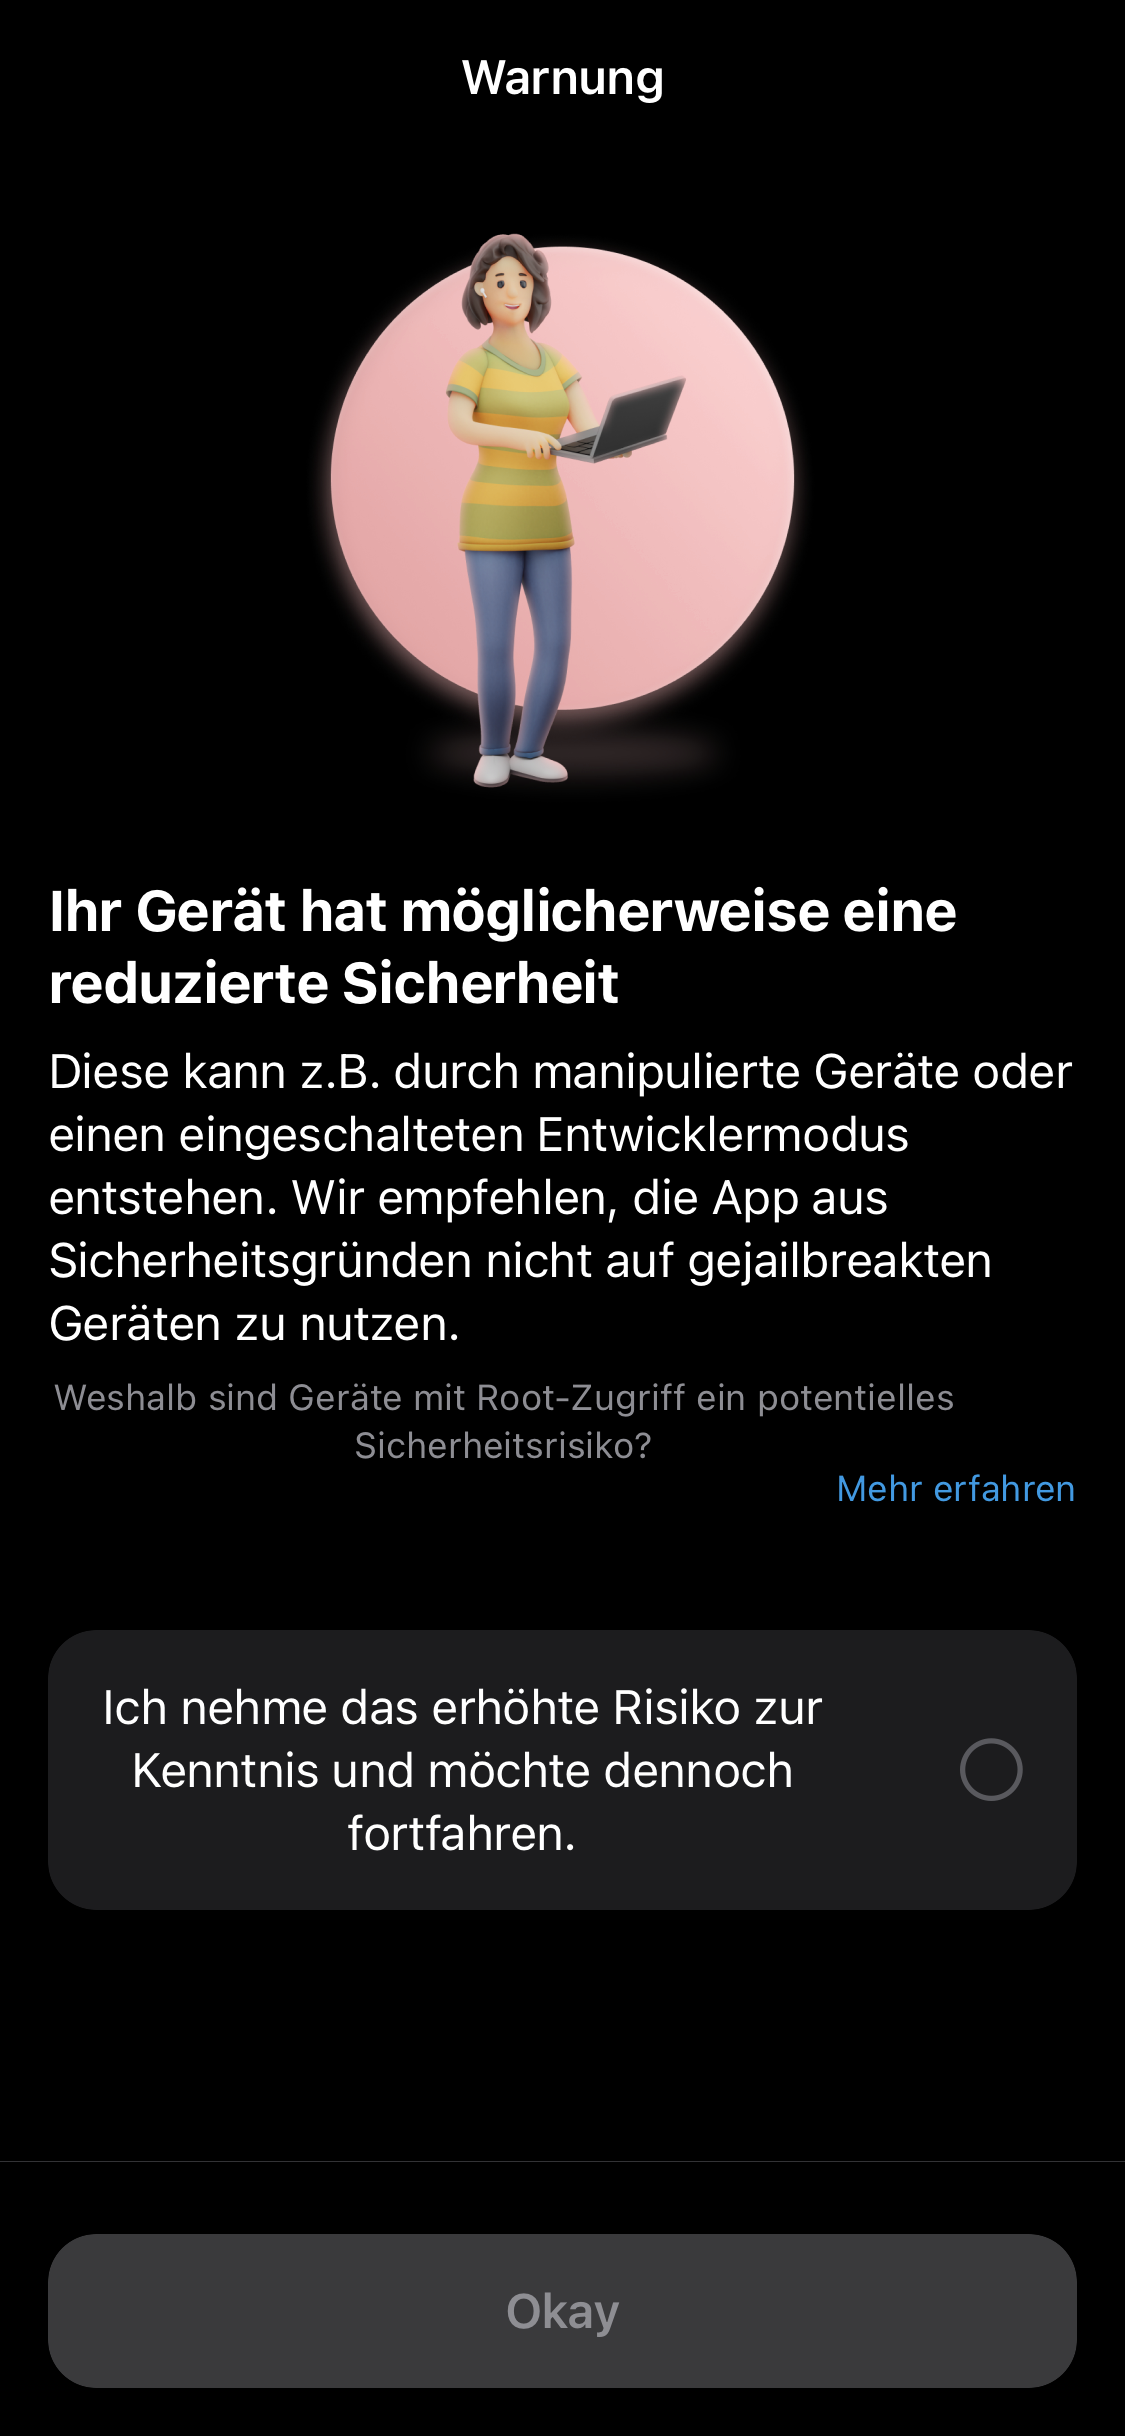 Warnung
Ihr Gerät hat möglicherweise eine
reduzierte Sicherheit
Diese kann z.B. durch manipulierte Geräte oder
einen eingeschalteten Entwicklermodus
entstehen. Wir empfehlen, die App aus
Sicherheitsgründen nicht auf gejailbreakten
Geräten zu nutzen.
Weshalb sind Geräte mit Root-Zugriff ein potentielles
Sicherheitsrisiko?
Mehr erfahren
Ich nehme das erhöhte Risiko zur
Kenntnis und möchte dennoch
fortfahren.
Okay